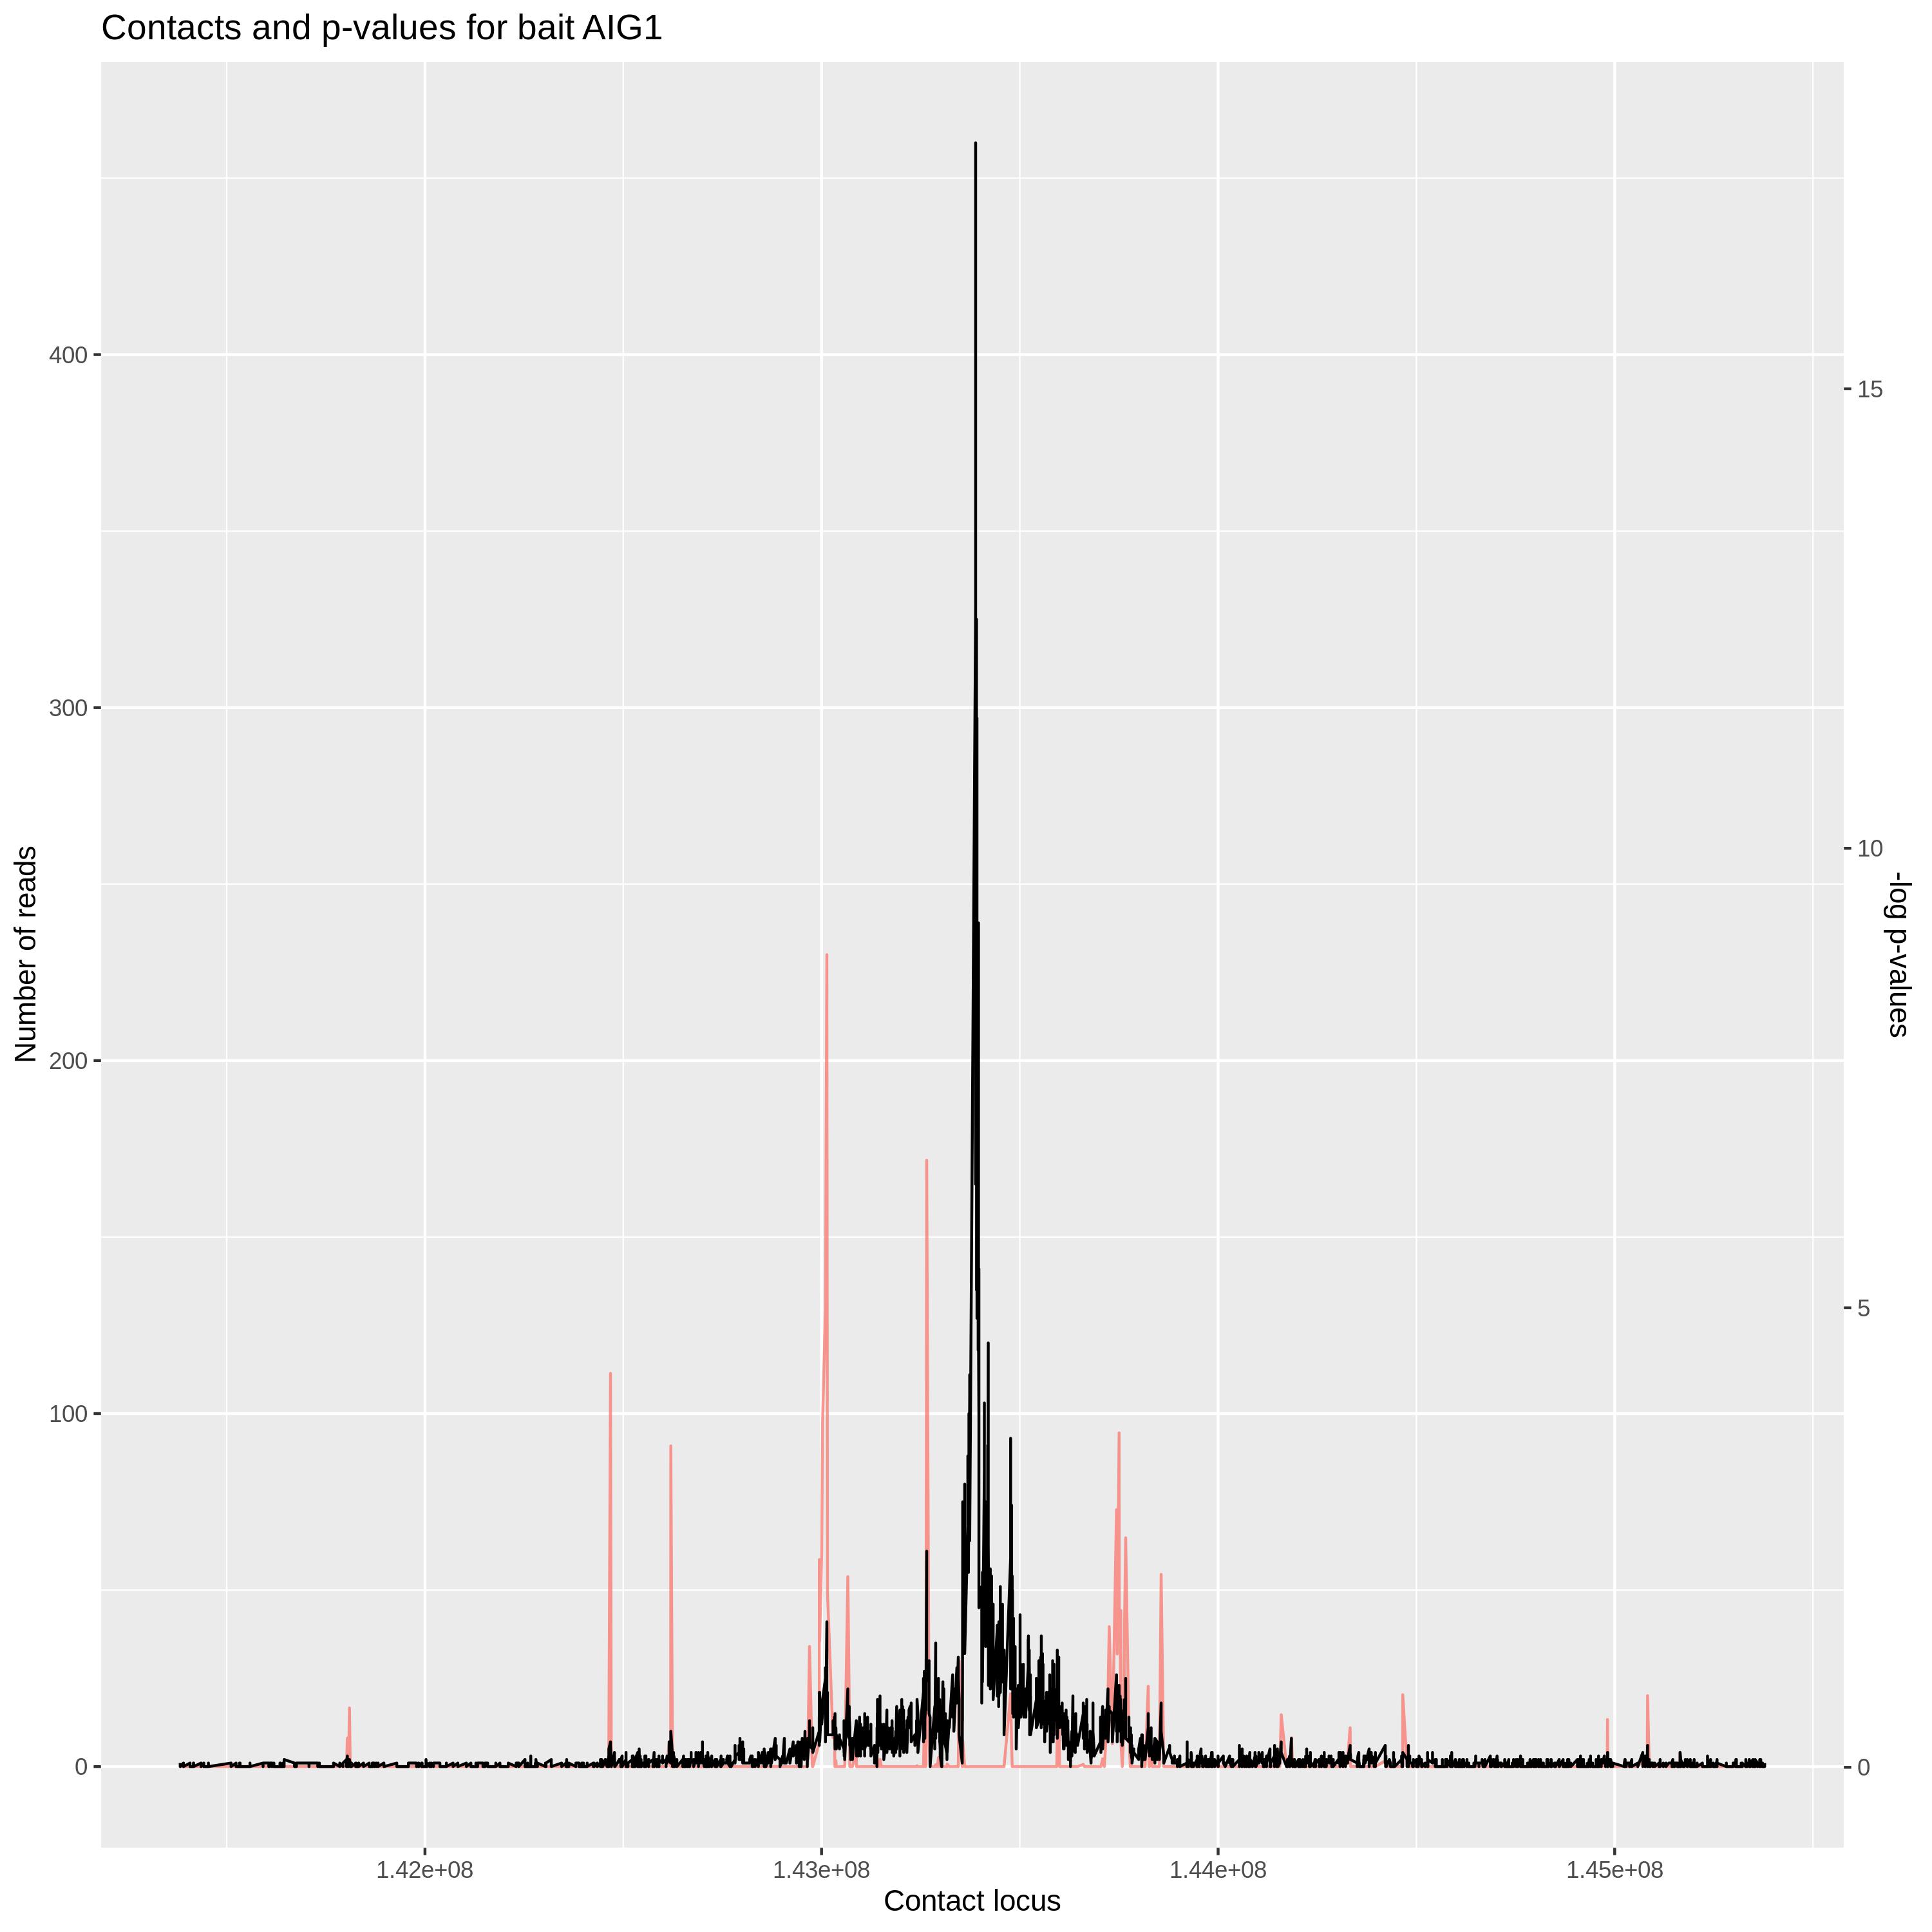 Contacts and p-values for bait AIG1
400
300
200
100
0
Number of reads
15
10
5
0
-log p-values
1.42e+08
1.43e+08
1.44e+08
1.45e+08
Contact locus